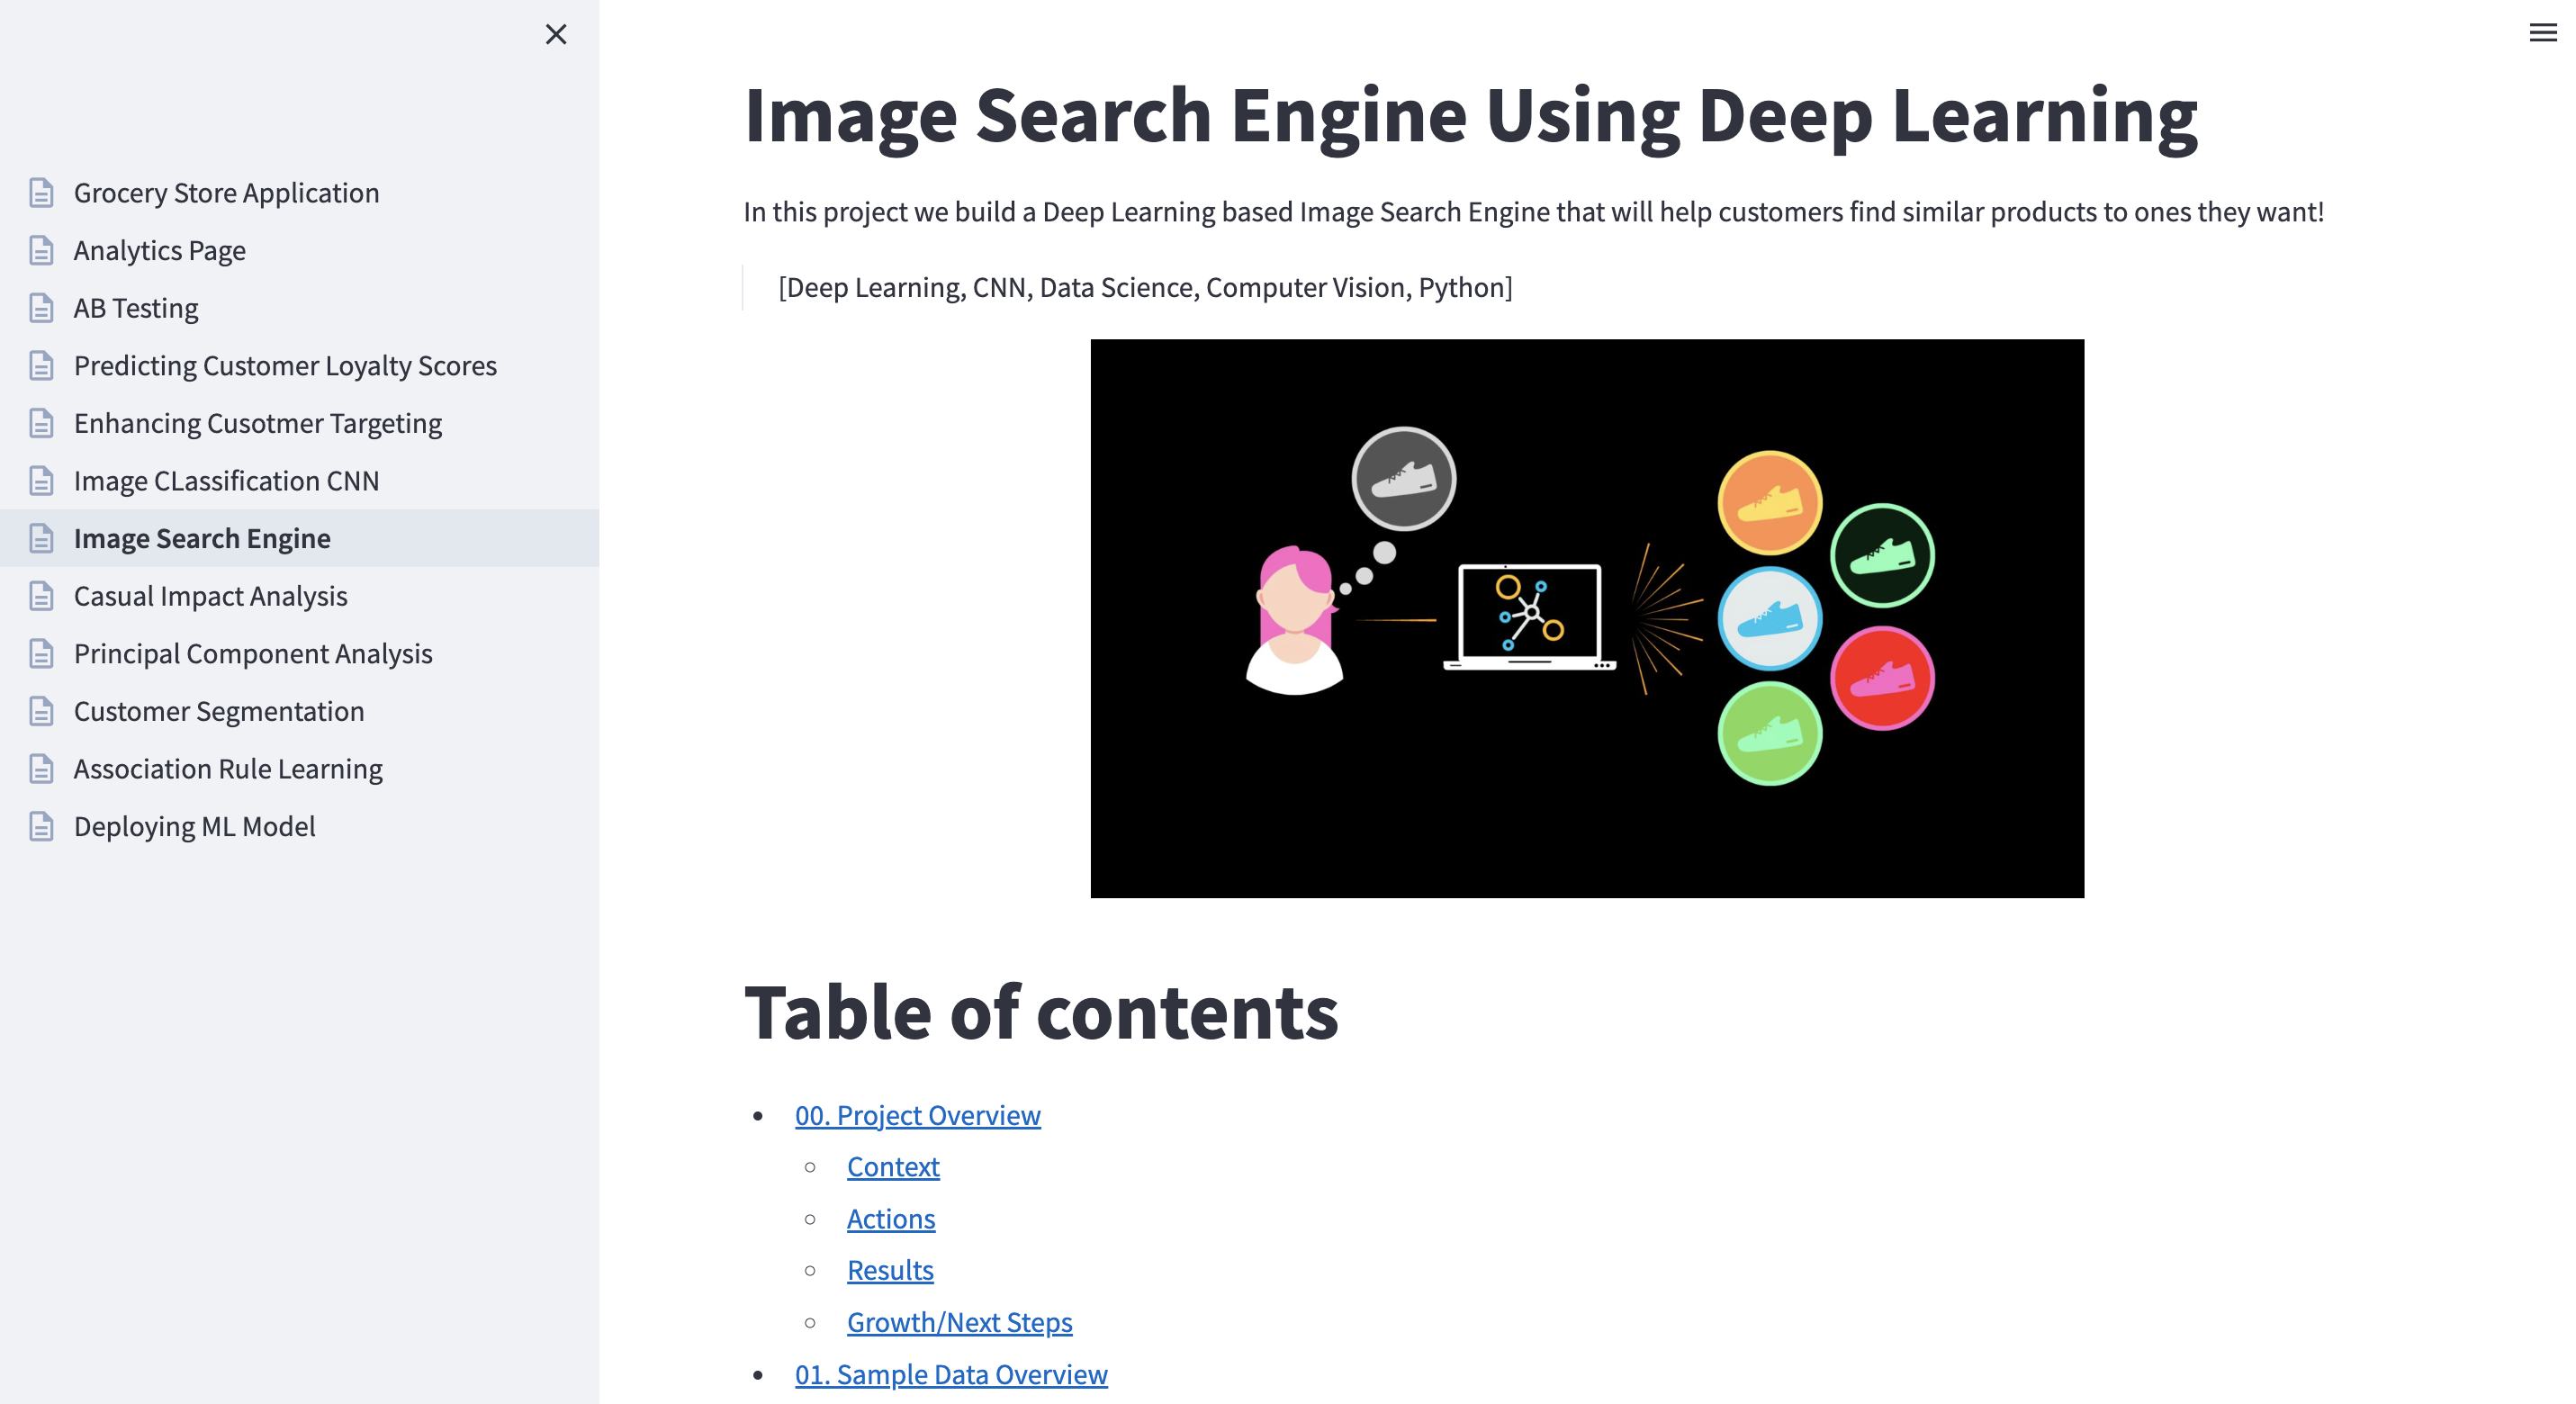 Grocery Store Application
Analytics Page
AB Testing
Predicting Customer Loyalty Scores
Enhancing Cusotmer Targeting
Image CLassification CNN
Image Search Engine
Casual Impact Analysis
Principal Component Analysis
Customer Segmentation
Association Rule Learning
Deploying ML Model
Image Search Engine Using Deep Learning
In this project we build a Deep Learning based Image Search Engine that will help customers find similar products to ones they want!
[Deep Learning, CNN, Data Science, Computer Vision, Python]
Table of contents
00. Project Overview
Context
Actions
Results
Growth/Next Steps
01. Sample Data Overview